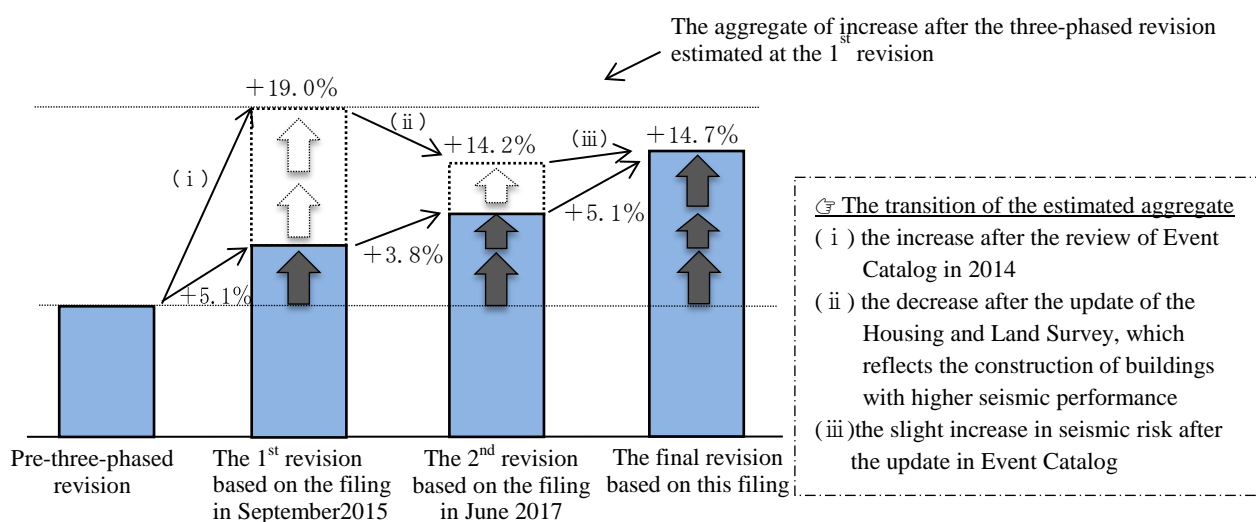 The aggregate of increase after the three-phased revision
estimated at the 1st revision
+19.0%
(ⅱ)
+14.2%
(ⅲ)
+14.7%
(ⅰ)
+5.1%
+3.8%
+5.1%
☞ The transition of the estimated aggregate
(ⅰ) the increase after the review of Event
Catalog in 2014
(ⅱ) the decrease after the update of the
Housing and Land Survey, which
reflects the construction of buildings
with higher seismic performance
(ⅲ)the slight increase in seismic risk after
the update in Event Catalog
Pre-three-phased
revision
The 1st revision
based on the filing
in September2015
The 2nd revision
based on the filing
in June 2017
The final revision
based on this filing